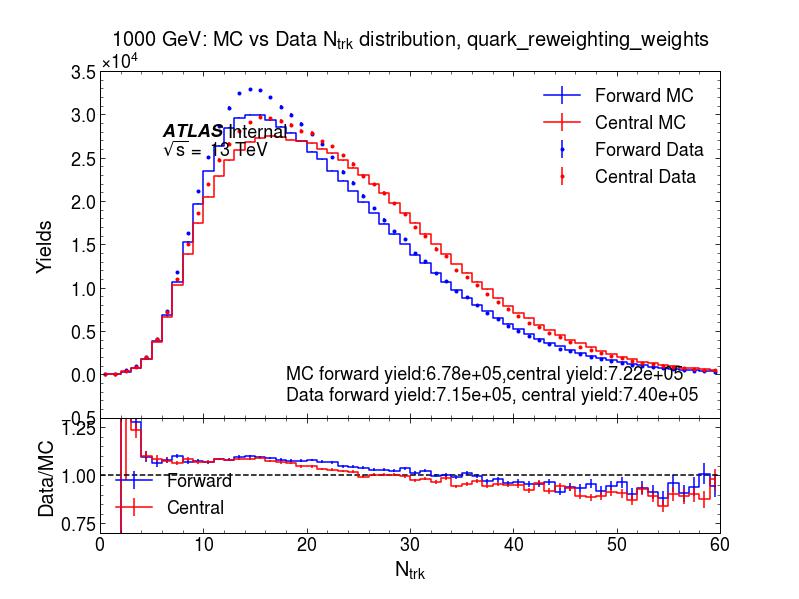 1000 GeV: MC vs Data Ntrk distribution, quark_reweighting_weights
×10⁴
3.5
3.0
2.5
2.0
1.5
1.0
0.5
0.0
0.5
Yields
ATLAS Internal
√s = 13 TeV
Forward MC
Central MC
Forward Data
Central Data
MC forward yield:6.78e+05,central yield:7.22e+05
Data forward yield:7.15e+05, central yield:7.40e+05
1.25
1.00
0.75
Data/MC
Forward
Central
0 10 20 30 40 50 60
Ntrk